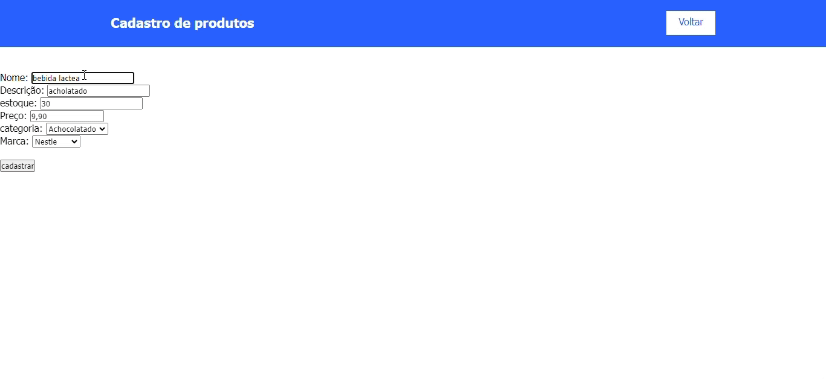 Cadastro de produtos Voltar
Nome: bebida lactea
Descrição: acholatado
estoque: 30
Preço: 9,90
categoria: Achocolatado
Marca: Nestle
cadastrar